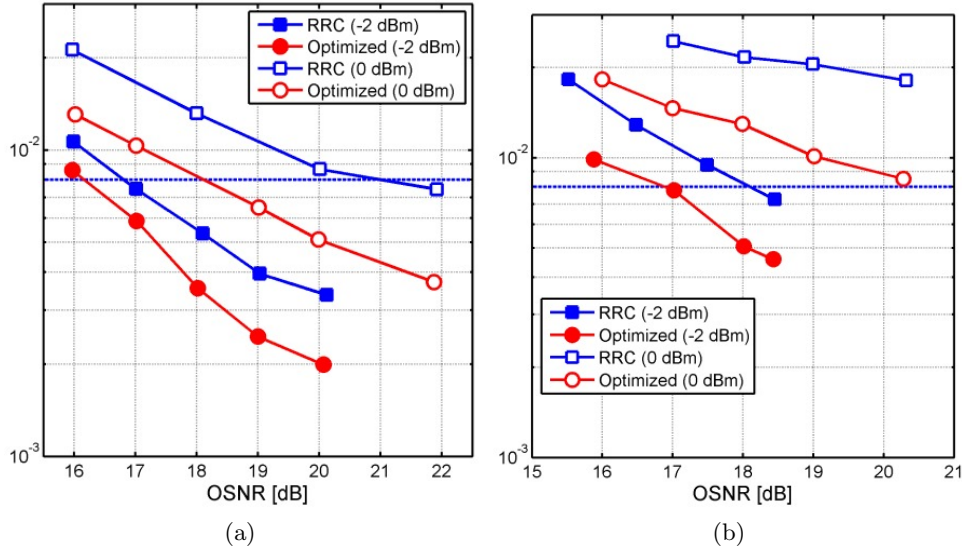 RRC (-2 dBm)
Optimized (-2 dBm)
RRC (0 dBm)
Optimized (0 dBm)
10-2
10-3
16 17 18 19 20 21 22
OSNR [dB]
(a)
10-2
RRC (-2 dBm)
Optimized (-2 dBm)
RRC (0 dBm)
Optimized (0 dBm)
10-3
15 16 17 18 19 20 21
OSNR [dB]
(b)